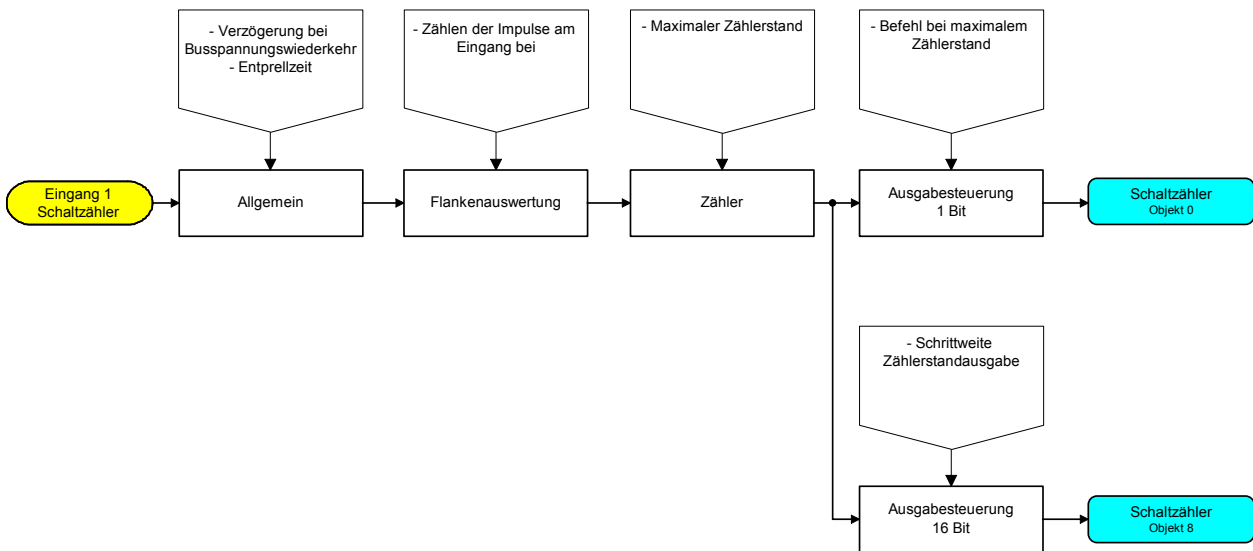 - Verzögerung bei
Busspannungswiederkehr
- Entprellzeit
- Zählen der Impulse am
Eingang bei
- Maximaler Zählerstand
- Befehl bei maximalem
Zählerstand
Eingang 1
Schaltzähler
Allgemein
Flankenauswertung
Zähler
Ausgabesteuerung
1 Bit
Schaltzähler
Objekt 0
- Schrittweite
Zählerstandausgabe
Ausgabesteuerung
16 Bit
Schaltzähler
Objekt 8